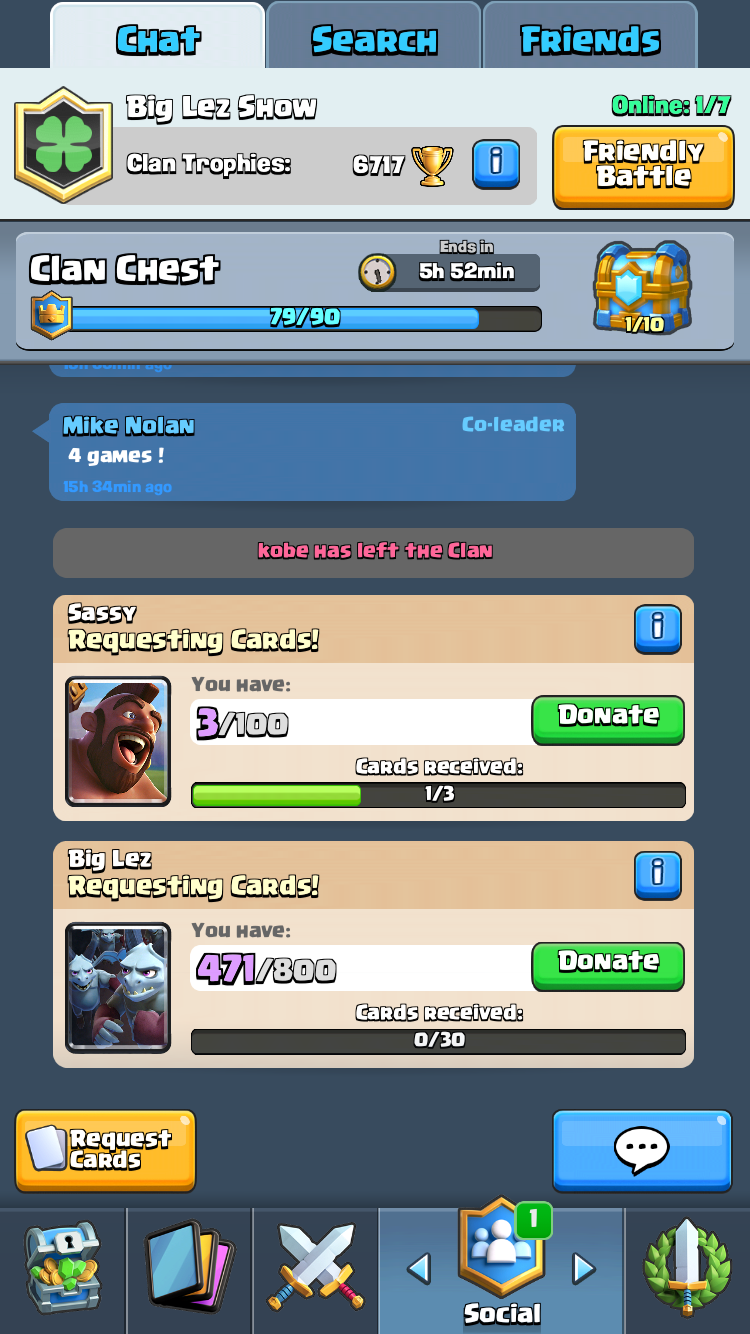 Chat
Search
Friends
Big Lez Show
Online: 1/7
Clan Trophies:
6717
i
Friendly
Battle
Clan Chest
Ends in
5h 52min
79/90
1/10
Mike Nolan
Co-leader
4 games !
15h 34min ago
kobe has left the Clan
Sassy
Requesting Cards!
i
You have:
3/100
Donate
Cards received:
1/3
Big Lez
Requesting Cards!
i
You have:
471/800
Donate
Cards received:
0/30
Request
Cards
1
Social